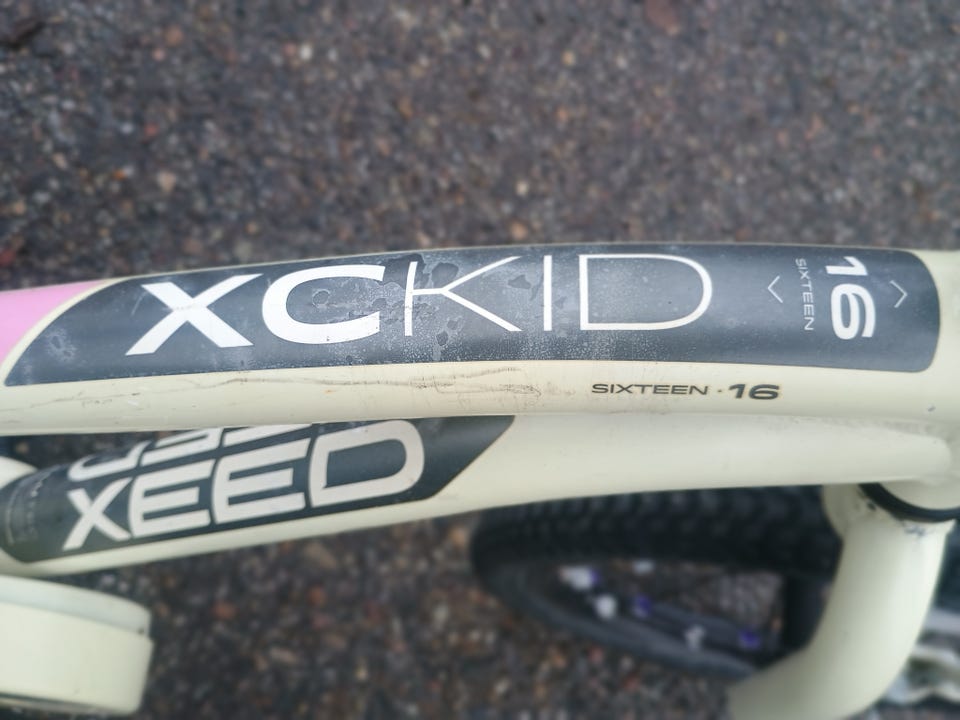 XCKID
SIXTEEN
16
SIXTEEN · 16
XEED